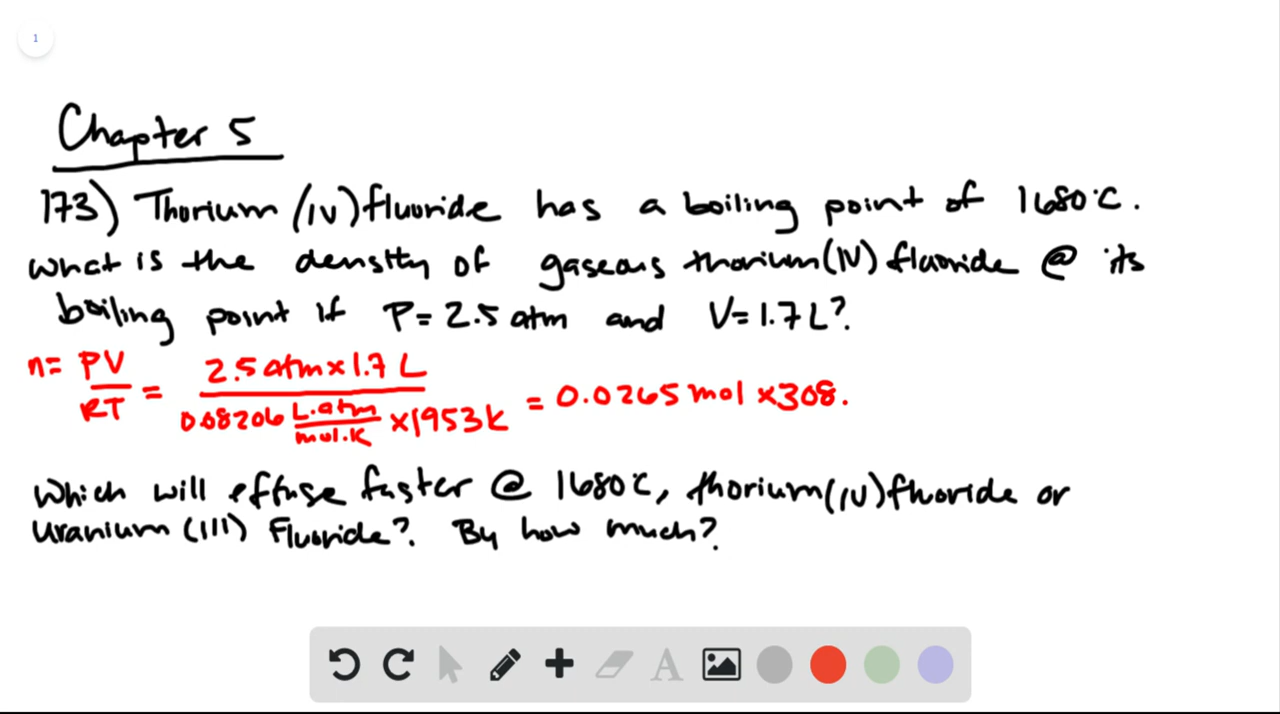 1
Chapter 5
173) Thorium (IV) fluoride has a boiling point of 1680°C.
What is the density of gaseous thorium(IV) fluoride @ its
boiling point if P= 2.5 atm and V= 1.7 L?.
n= PV/RT = 2.5 atm x 1.7 L / 0.08206 L.atm/mol.K x 1953 K = 0.0265 mol x 308.
Which will effuse faster @ 1680°C, thorium(IV) fluoride or
Uranium (III) Fluoride?. By how much?
A